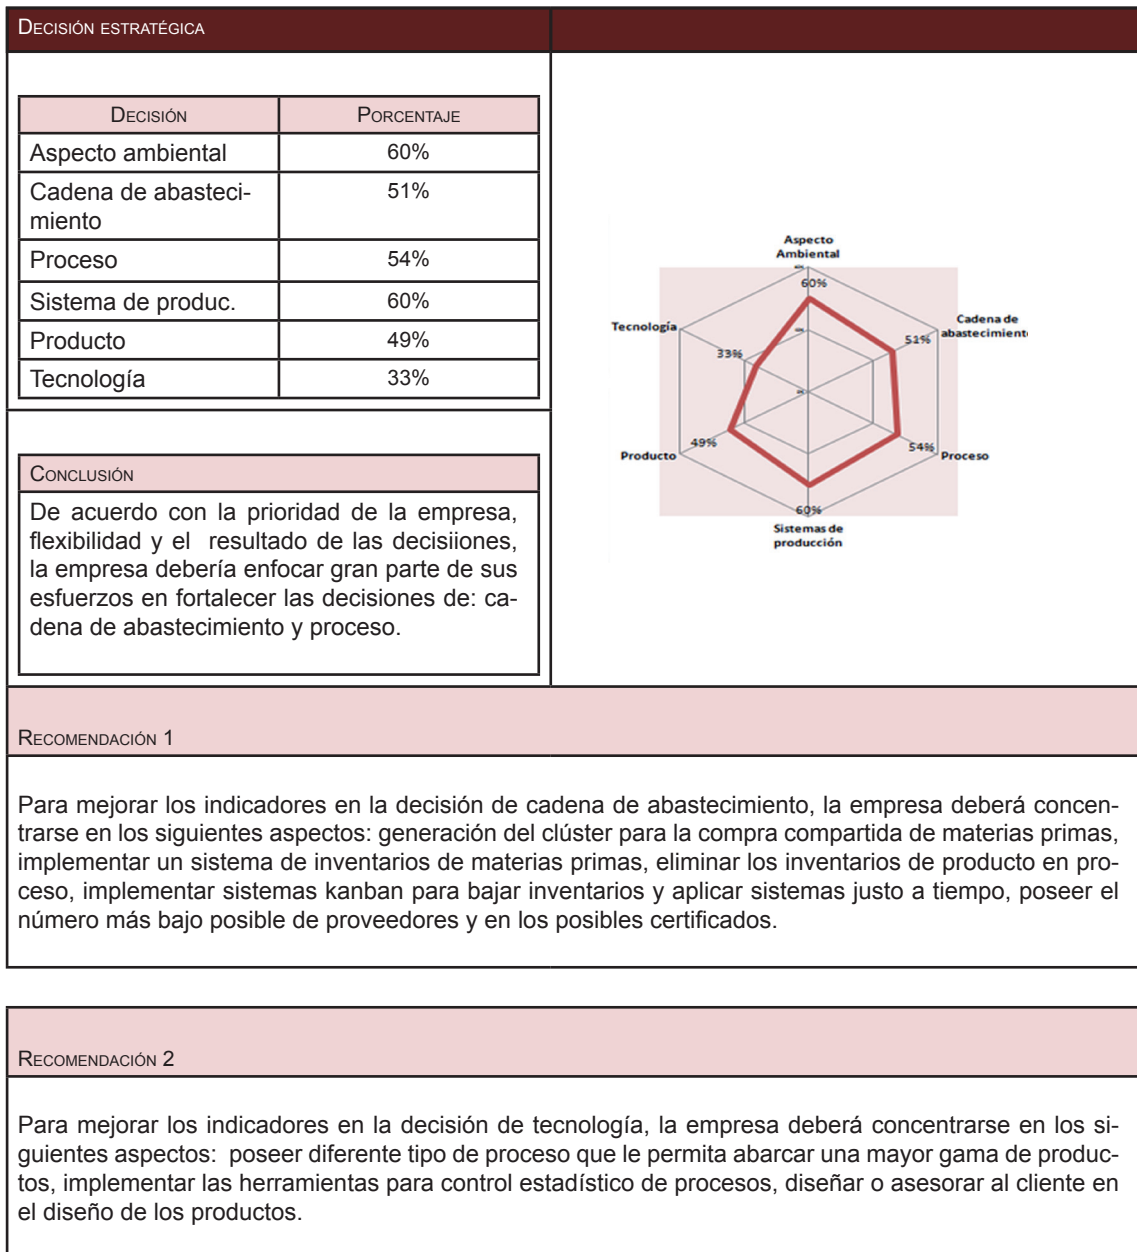 Decisión estratégica
Decisión Porcentaje
Aspecto ambiental 60%
Cadena de abasteci- 51%
miento
Proceso 54%
Sistema de produc. 60%
Producto 49%
Tecnología 33%
Conclusión
De acuerdo con la prioridad de la empresa,
flexibilidad y el resultado de las decisiiones,
la empresa debería enfocar gran parte de sus
esfuerzos en fortalecer las decisiones de: ca-
dena de abastecimiento y proceso.
Aspecto
Ambiental
60%
Cadena de
abastecimient
51%
Tecnología
33%
Producto
49%
54%
Proceso
60%
Sistemas de
producción
Recomendación 1
Para mejorar los indicadores en la decisión de cadena de abastecimiento, la empresa deberá concen-
trarse en los siguientes aspectos: generación del clúster para la compra compartida de materias primas,
implementar un sistema de inventarios de materias primas, eliminar los inventarios de producto en pro-
ceso, implementar sistemas kanban para bajar inventarios y aplicar sistemas justo a tiempo, poseer el
número más bajo posible de proveedores y en los posibles certificados.
Recomendación 2
Para mejorar los indicadores en la decisión de tecnología, la empresa deberá concentrarse en los si-
guientes aspectos: poseer diferente tipo de proceso que le permita abarcar una mayor gama de produc-
tos, implementar las herramientas para control estadístico de procesos, diseñar o asesorar al cliente en
el diseño de los productos.